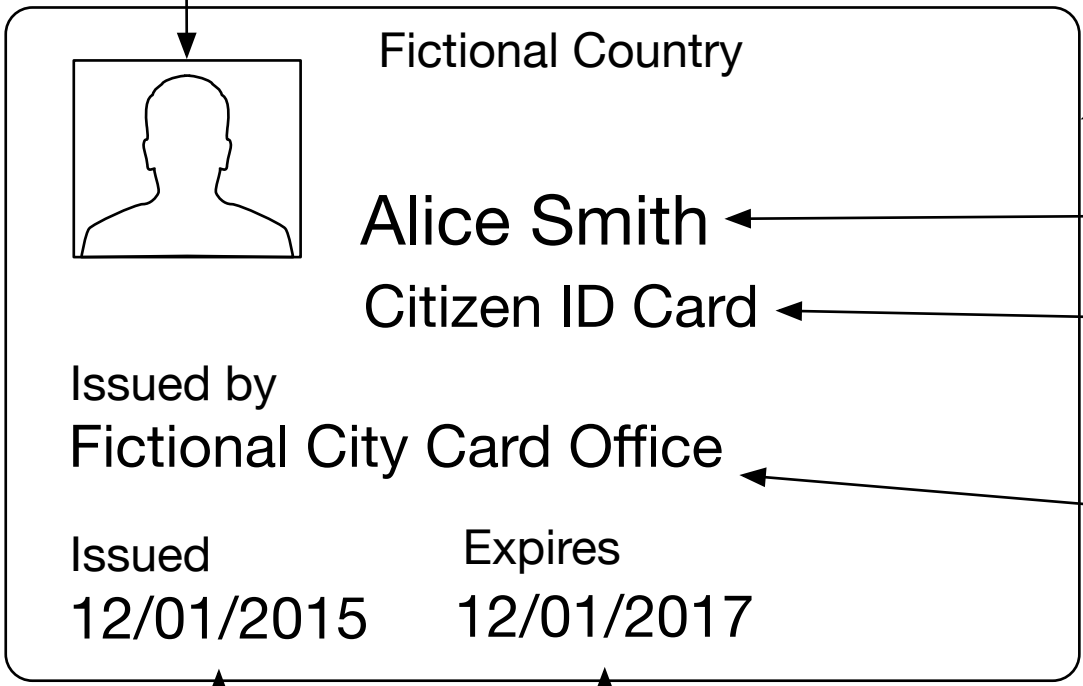 Fictional Country
Alice Smith
Citizen ID Card
Issued by
Fictional City Card Office
Issued
Expires
12/01/2015
12/01/2017